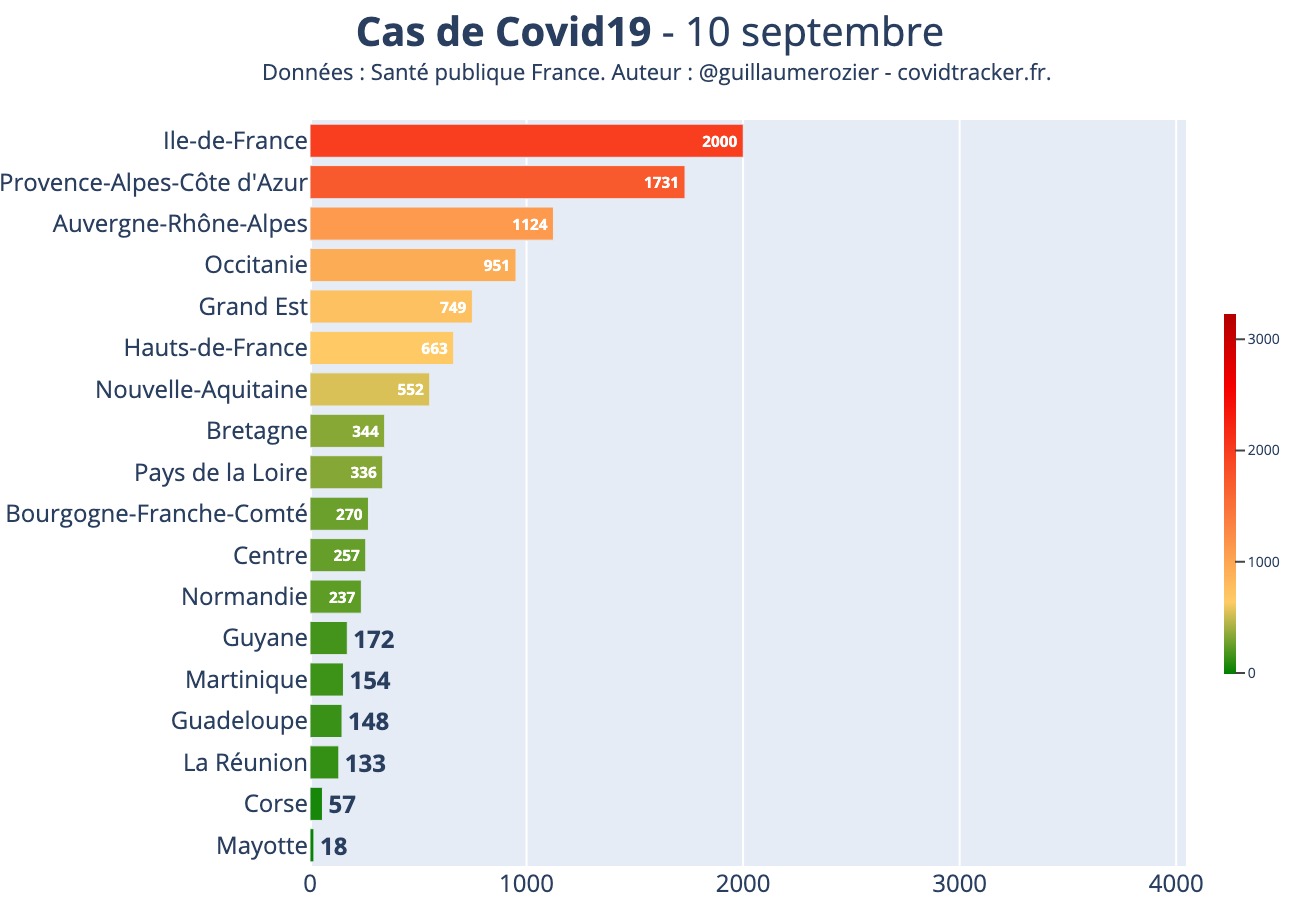 Cas de Covid19 - 10 septembre
Données : Santé publique France. Auteur : @guillaumerozier - covidtracker.fr.
Ile-de-France 2000
Provence-Alpes-Côte d'Azur 1731
Auvergne-Rhône-Alpes 1124
Occitanie 951
Grand Est 749
Hauts-de-France 663
Nouvelle-Aquitaine 552
Bretagne 344
Pays de la Loire 336
Bourgogne-Franche-Comté 270
Centre 257
Normandie 237
Guyane 172
Martinique 154
Guadeloupe 148
La Réunion 133
Corse 57
Mayotte 18
0 1000 2000 3000 4000
3000
2000
1000
0